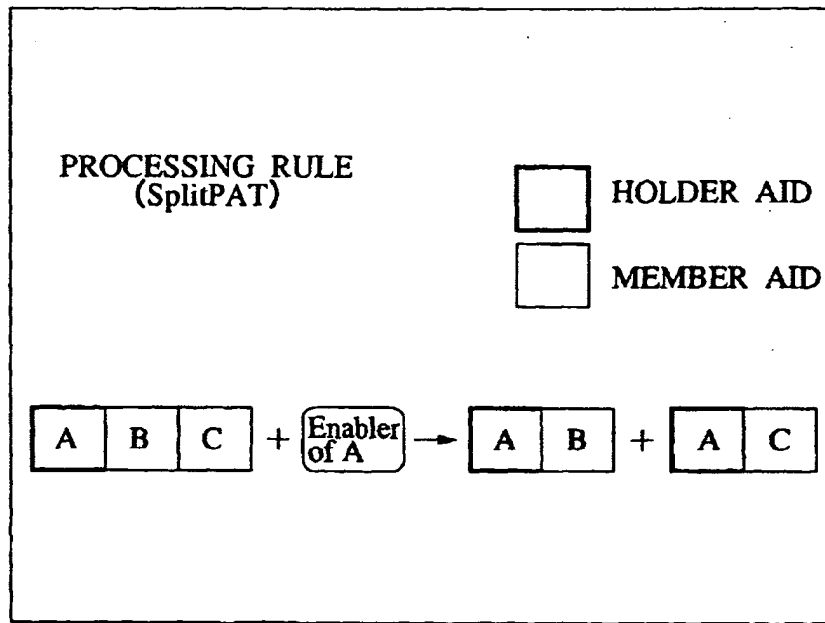 PROCESSING RULE
(SplitPAT)
HOLDER AID
MEMBER AID
A B C + Enabler of A → A B + A C